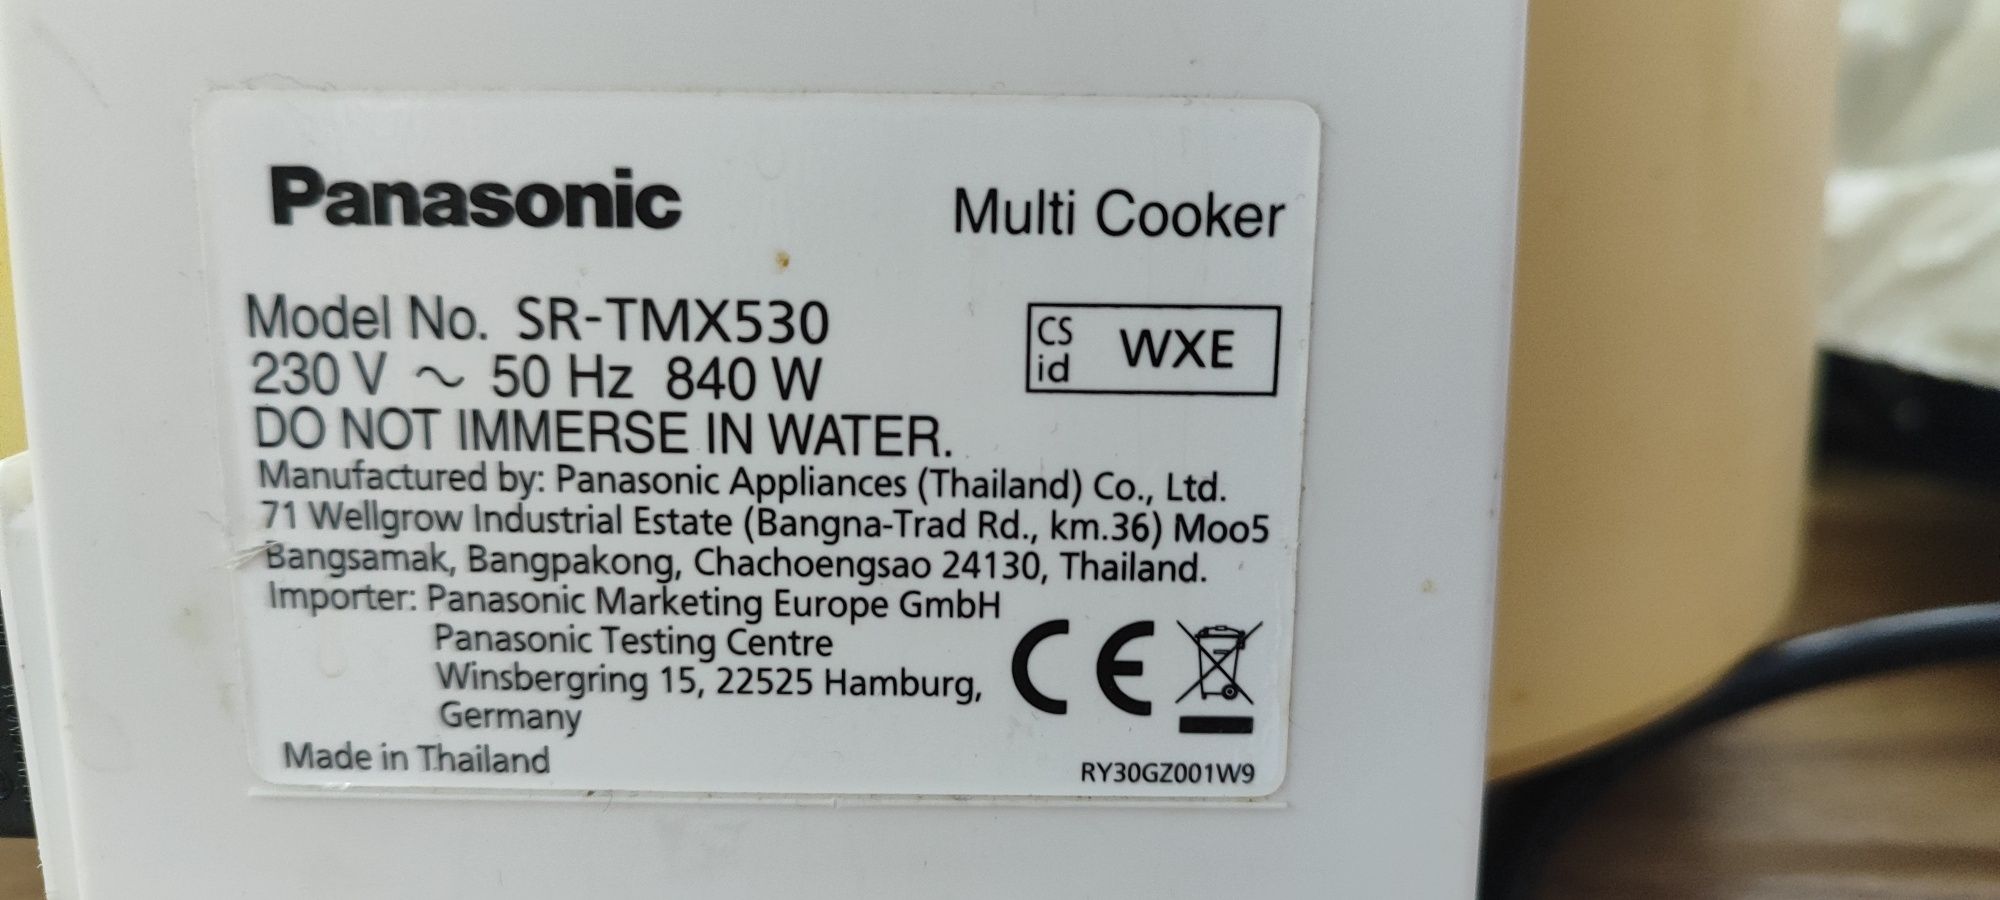 Panasonic
Multi Cooker
Model No. SR-TMX530
230 V ~ 50 Hz 840 W
CS id WXE
DO NOT IMMERSE IN WATER.
Manufactured by: Panasonic Appliances (Thailand) Co., Ltd.
71 Wellgrow Industrial Estate (Bangna-Trad Rd., km.36) Moo5
Bangsamak, Bangpakong, Chachoengsao 24130, Thailand.
Importer: Panasonic Marketing Europe GmbH
Panasonic Testing Centre
Winsbergring 15, 22525 Hamburg,
Germany
CE
Made in Thailand
RY30GZ001W9